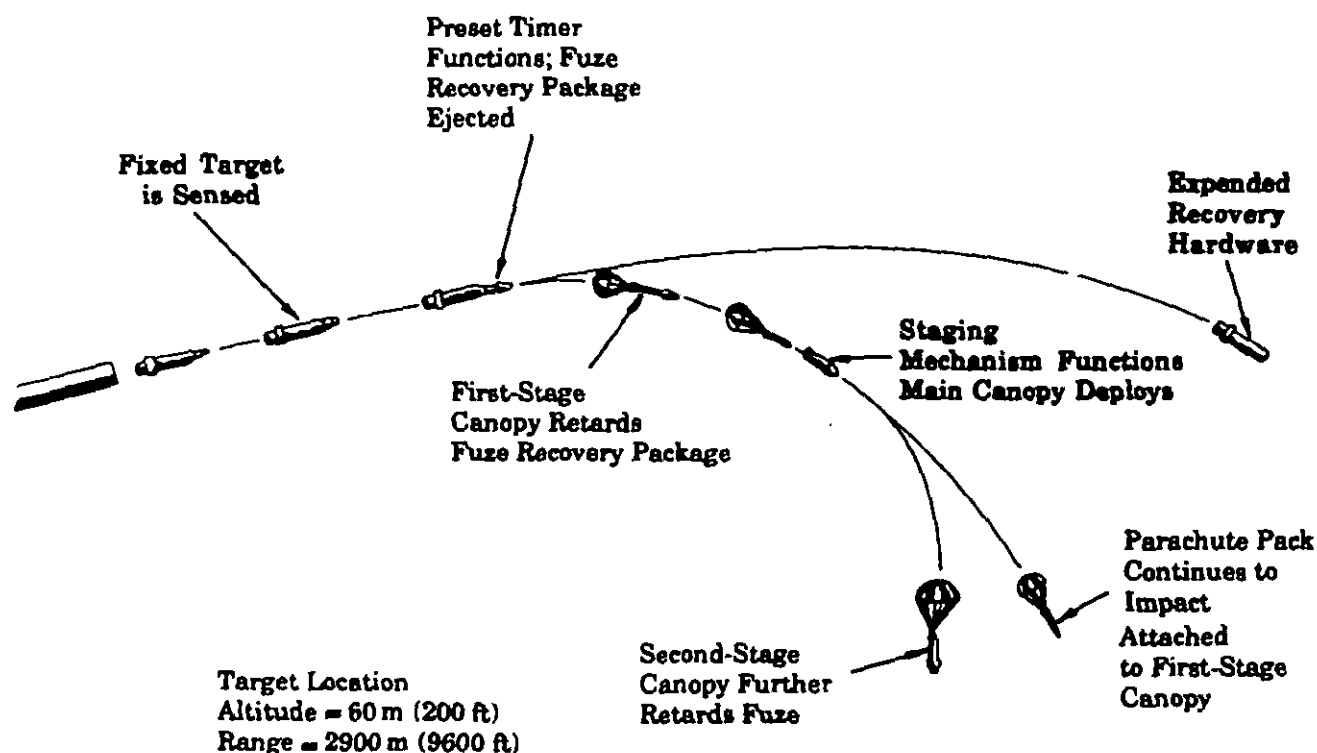 Preset Timer
Functions; Fuze
Recovery Package
Ejected
Fixed Target
is Sensed
Expended
Recovery
Hardware
Staging
Mechanism Functions
Main Canopy Deploys
First-Stage
Canopy Retards
Fuze Recovery Package
Parachute Pack
Continues to
Impact
Attached
to First-Stage
Canopy
Second-Stage
Canopy Further
Retards Fuze
Target Location
Altitude = 60 m (200 ft)
Range = 2900 m (9600 ft)